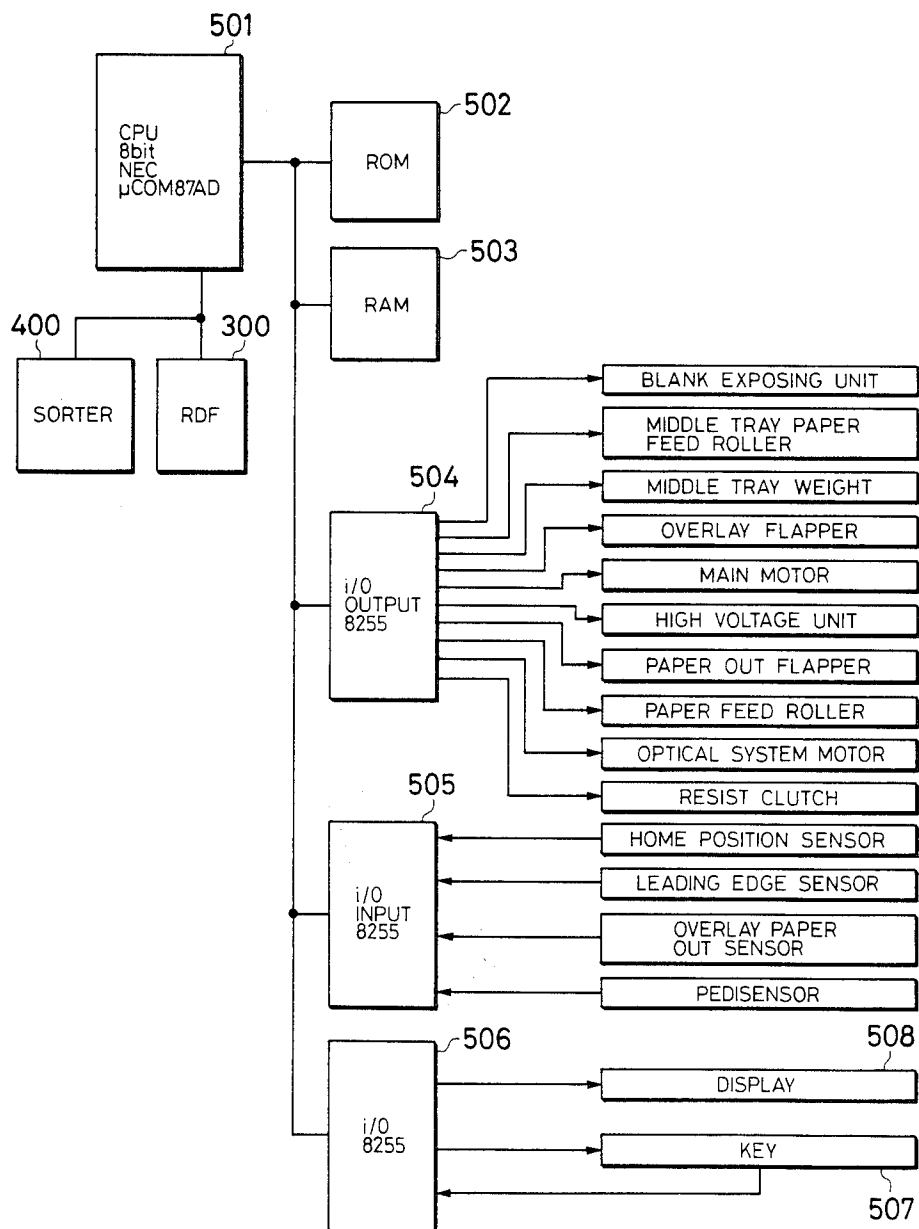 501
CPU
8bit
NEC
µCOM87AD
502
ROM
503
RAM
400
SORTER
300
RDF
504
i/O
OUTPUT
8255
BLANK EXPOSING UNIT
MIDDLE TRAY PAPER
FEED ROLLER
MIDDLE TRAY WEIGHT
OVERLAY FLAPPER
MAIN MOTOR
HIGH VOLTAGE UNIT
PAPER OUT FLAPPER
PAPER FEED ROLLER
OPTICAL SYSTEM MOTOR
RESIST CLUTCH
505
i/O
INPUT
8255
HOME POSITION SENSOR
LEADING EDGE SENSOR
OVERLAY PAPER
OUT SENSOR
PEDISENSOR
506
i/O
8255
508
DISPLAY
KEY
507